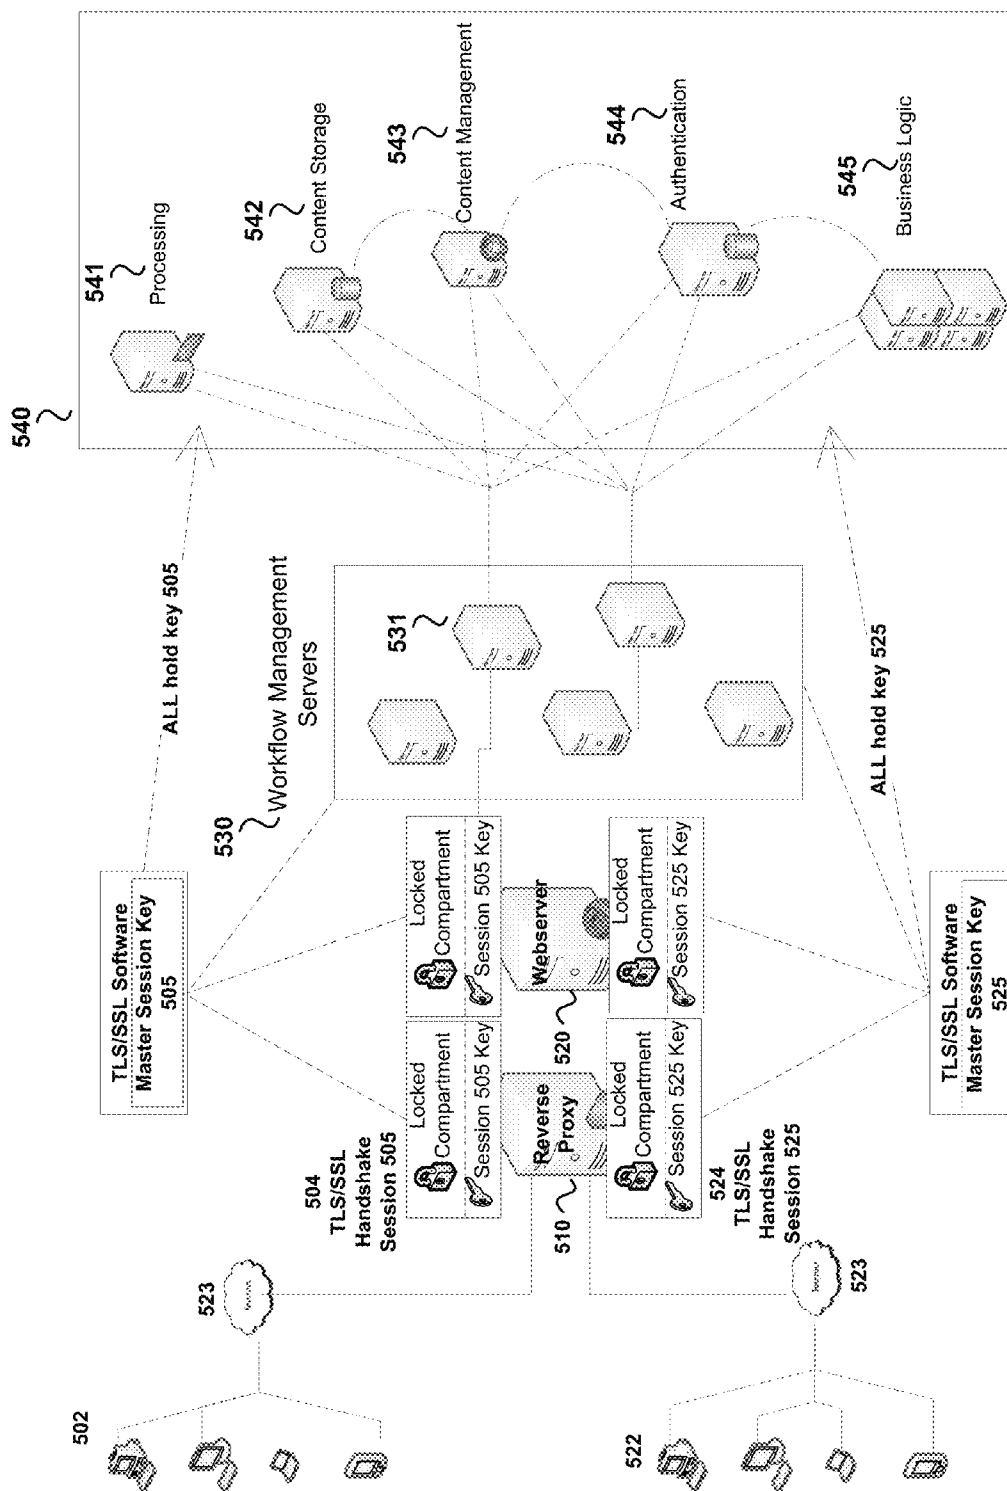 540
541
Processing
542
Content Storage
543
Content Management
544
Authentication
545
Business Logic
ALL hold key 505
ALL hold key 525
530
Workflow Management
Servers
531
TLS/SSL Software
Master Session Key
505
TLS/SSL Software
Master Session Key
525
Locked
Compartment
Session 505 Key
Locked
Compartment
Session 505 Key
Webserver
520
Reverse
Proxy
510
Locked
Compartment
Session 525 Key
Locked
Compartment
Session 525 Key
504
TLS/SSL
Handshake
Session 505
524
TLS/SSL
Handshake
Session 525
523
523
502
522